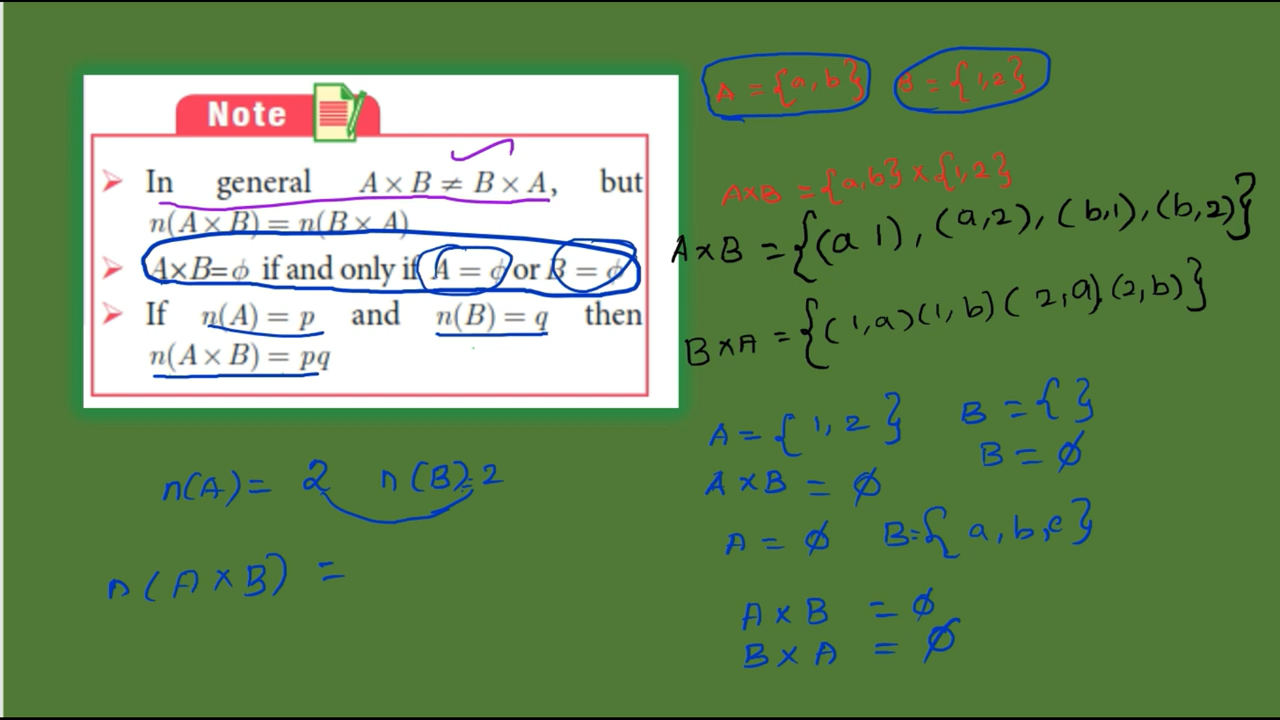 Note
In general A × B ≠ B × A, but
n(A × B) = n(B × A)
A×B=ϕ if and only if A = ϕ or B = ϕ
If n(A) = p and n(B) = q then
n(A × B) = pq
n(A) = 2 n(B)=2
n(A×B) =
A = {a,b} B = {1,2}
A×B = {a,b} × {1,2}
A×B = {(a 1), (a,2), (b,1), (b,2)}
B×A = {(1,a) (1,b) (2,a), (2,b)}
A = {1,2} B = { }
B = ϕ
A×B = ϕ
A = ϕ B={a,b,c}
A×B = ϕ
B×A = ϕ